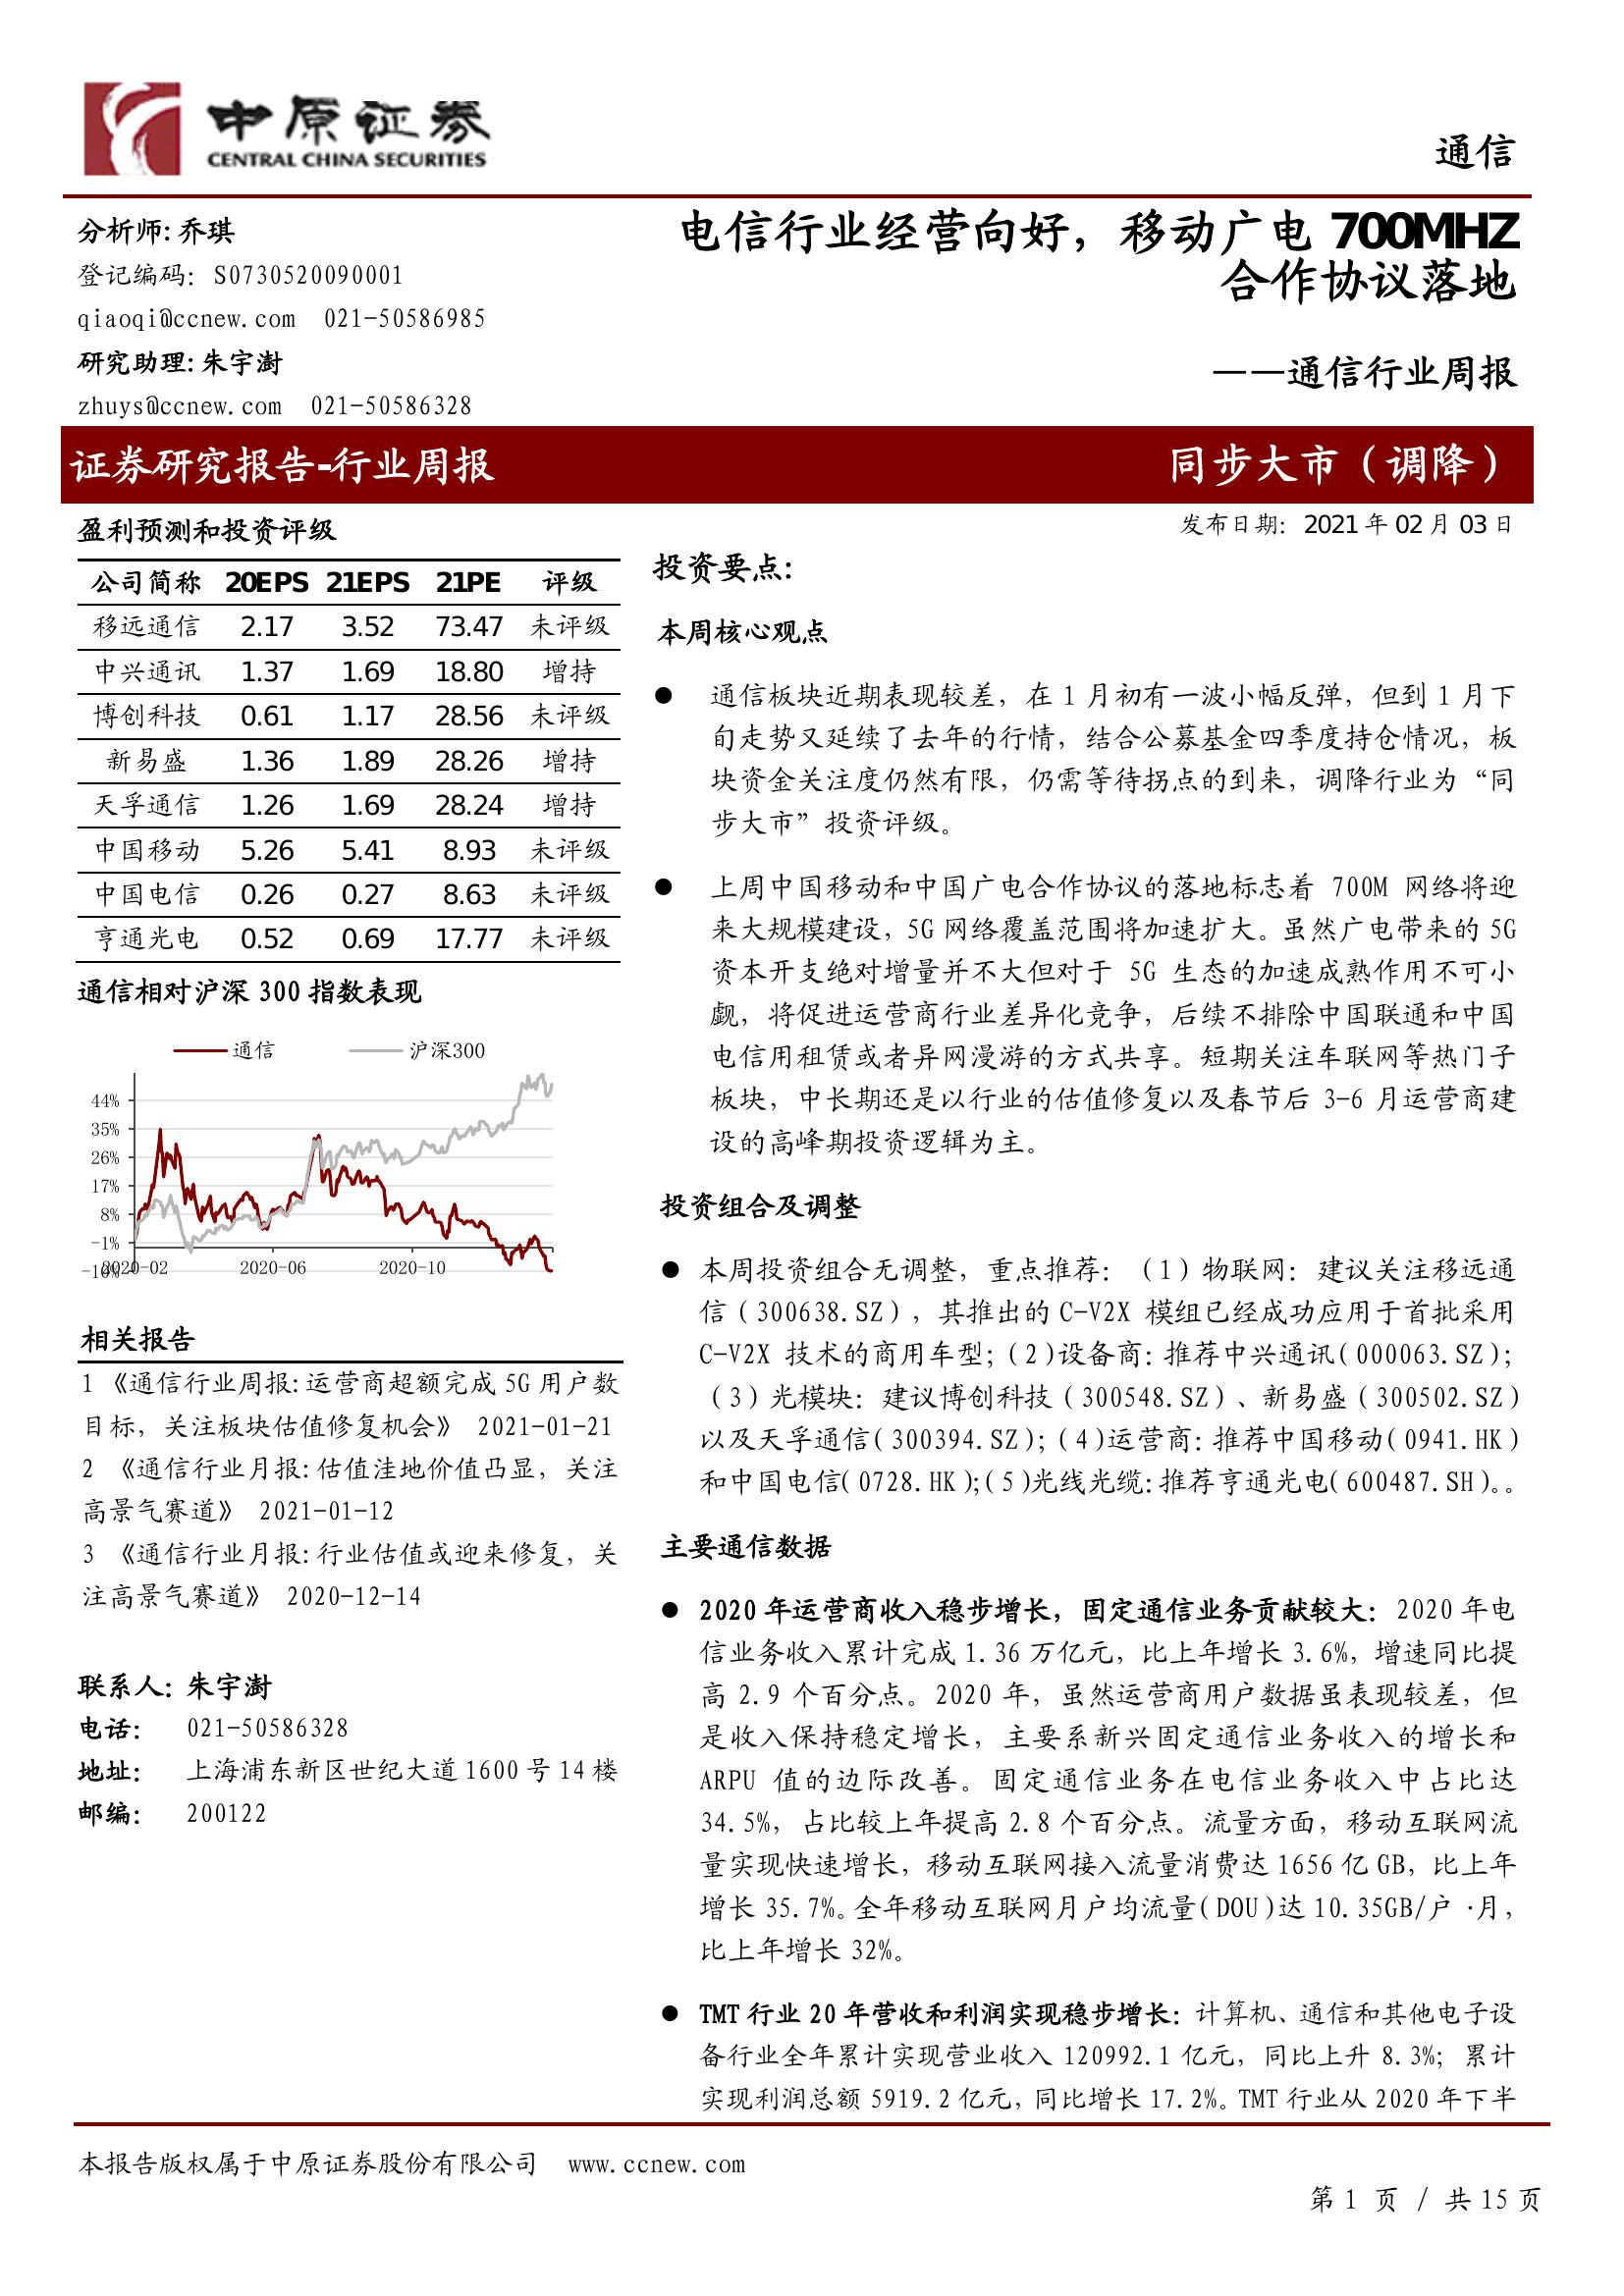 中原证券
CENTRAL CHINA SECURITIES
通信
分析师:乔琪
登记编码：S0730520090001
qiaoqi@ccnew.com 021-50586985
研究助理:朱宇澍
zhuys@ccnew.com 021-50586328
电信行业经营向好，移动广电 700MHZ
合作协议落地
——通信行业周报
证券研究报告-行业周报
同步大市（调降）
盈利预测和投资评级
公司简称 20EPS 21EPS 21PE 评级
移远通信 2.17 3.52 73.47 未评级
中兴通讯 1.37 1.69 18.80 增持
博创科技 0.61 1.17 28.56 未评级
新易盛 1.36 1.89 28.26 增持
天孚通信 1.26 1.69 28.24 增持
中国移动 5.26 5.41 8.93 未评级
中国电信 0.26 0.27 8.63 未评级
亨通光电 0.52 0.69 17.77 未评级
通信相对沪深 300 指数表现
通信 沪深300
44%
35%
26%
17%
8%
-1%
-10%
2020-02 2020-06 2020-10
相关报告
1 《通信行业周报:运营商超额完成 5G 用户数
目标，关注板块估值修复机会》 2021-01-21
2 《通信行业月报:估值洼地价值凸显，关注
高景气赛道》 2021-01-12
3 《通信行业月报:行业估值或迎来修复，关
注高景气赛道》 2020-12-14
联系人: 朱宇澍
电话: 021-50586328
地址: 上海浦东新区世纪大道 1600 号 14 楼
邮编: 200122
发布日期：2021 年 02 月 03 日
投资要点:
本周核心观点
● 通信板块近期表现较差，在 1 月初有一波小幅反弹，但到 1 月下
旬走势又延续了去年的行情，结合公募基金四季度持仓情况，板
块资金关注度仍然有限，仍需等待拐点的到来，调降行业为“同
步大市”投资评级。
● 上周中国移动和中国广电合作协议的落地标志着 700M 网络将迎
来大规模建设，5G 网络覆盖范围将加速扩大。虽然广电带来的 5G
资本开支绝对增量并不大但对于 5G 生态的加速成熟作用不可小
觑，将促进运营商行业差异化竞争，后续不排除中国联通和中国
电信用租赁或者异网漫游的方式共享。短期关注车联网等热门子
板块，中长期还是以行业的估值修复以及春节后 3-6 月运营商建
设的高峰期投资逻辑为主。
投资组合及调整
● 本周投资组合无调整，重点推荐：（1）物联网：建议关注移远通
信（300638.SZ），其推出的 C-V2X 模组已经成功应用于首批采用
C-V2X 技术的商用车型；(2)设备商:推荐中兴通讯(000063.SZ)；
（3）光模块：建议博创科技（300548.SZ）、新易盛（300502.SZ）
以及天孚通信(300394.SZ)；(4)运营商:推荐中国移动(0941.HK)
和中国电信(0728.HK);(5)光线光缆:推荐亨通光电(600487.SH)。。
主要通信数据
● 2020 年运营商收入稳步增长，固定通信业务贡献较大：2020 年电
信业务收入累计完成 1.36 万亿元，比上年增长 3.6%，增速同比提
高 2.9 个百分点。2020 年，虽然运营商用户数据虽表现较差，但
是收入保持稳定增长，主要系新兴固定通信业务收入的增长和
ARPU 值的边际改善。固定通信业务在电信业务收入中占比达
34.5%，占比较上年提高 2.8 个百分点。流量方面，移动互联网流
量实现快速增长，移动互联网接入流量消费达 1656 亿 GB，比上年
增长 35.7%。全年移动互联网月户均流量(DOU)达 10.35GB/户·月，
比上年增长 32%。
● TMT 行业 20 年营收和利润实现稳步增长：计算机、通信和其他电子设
备行业全年累计实现营业收入 120992.1 亿元，同比上升 8.3%；累计
实现利润总额 5919.2 亿元，同比增长 17.2%。TMT 行业从 2020 年下半
本报告版权属于中原证券股份有限公司 www.ccnew.com
第 1 页 / 共 15 页